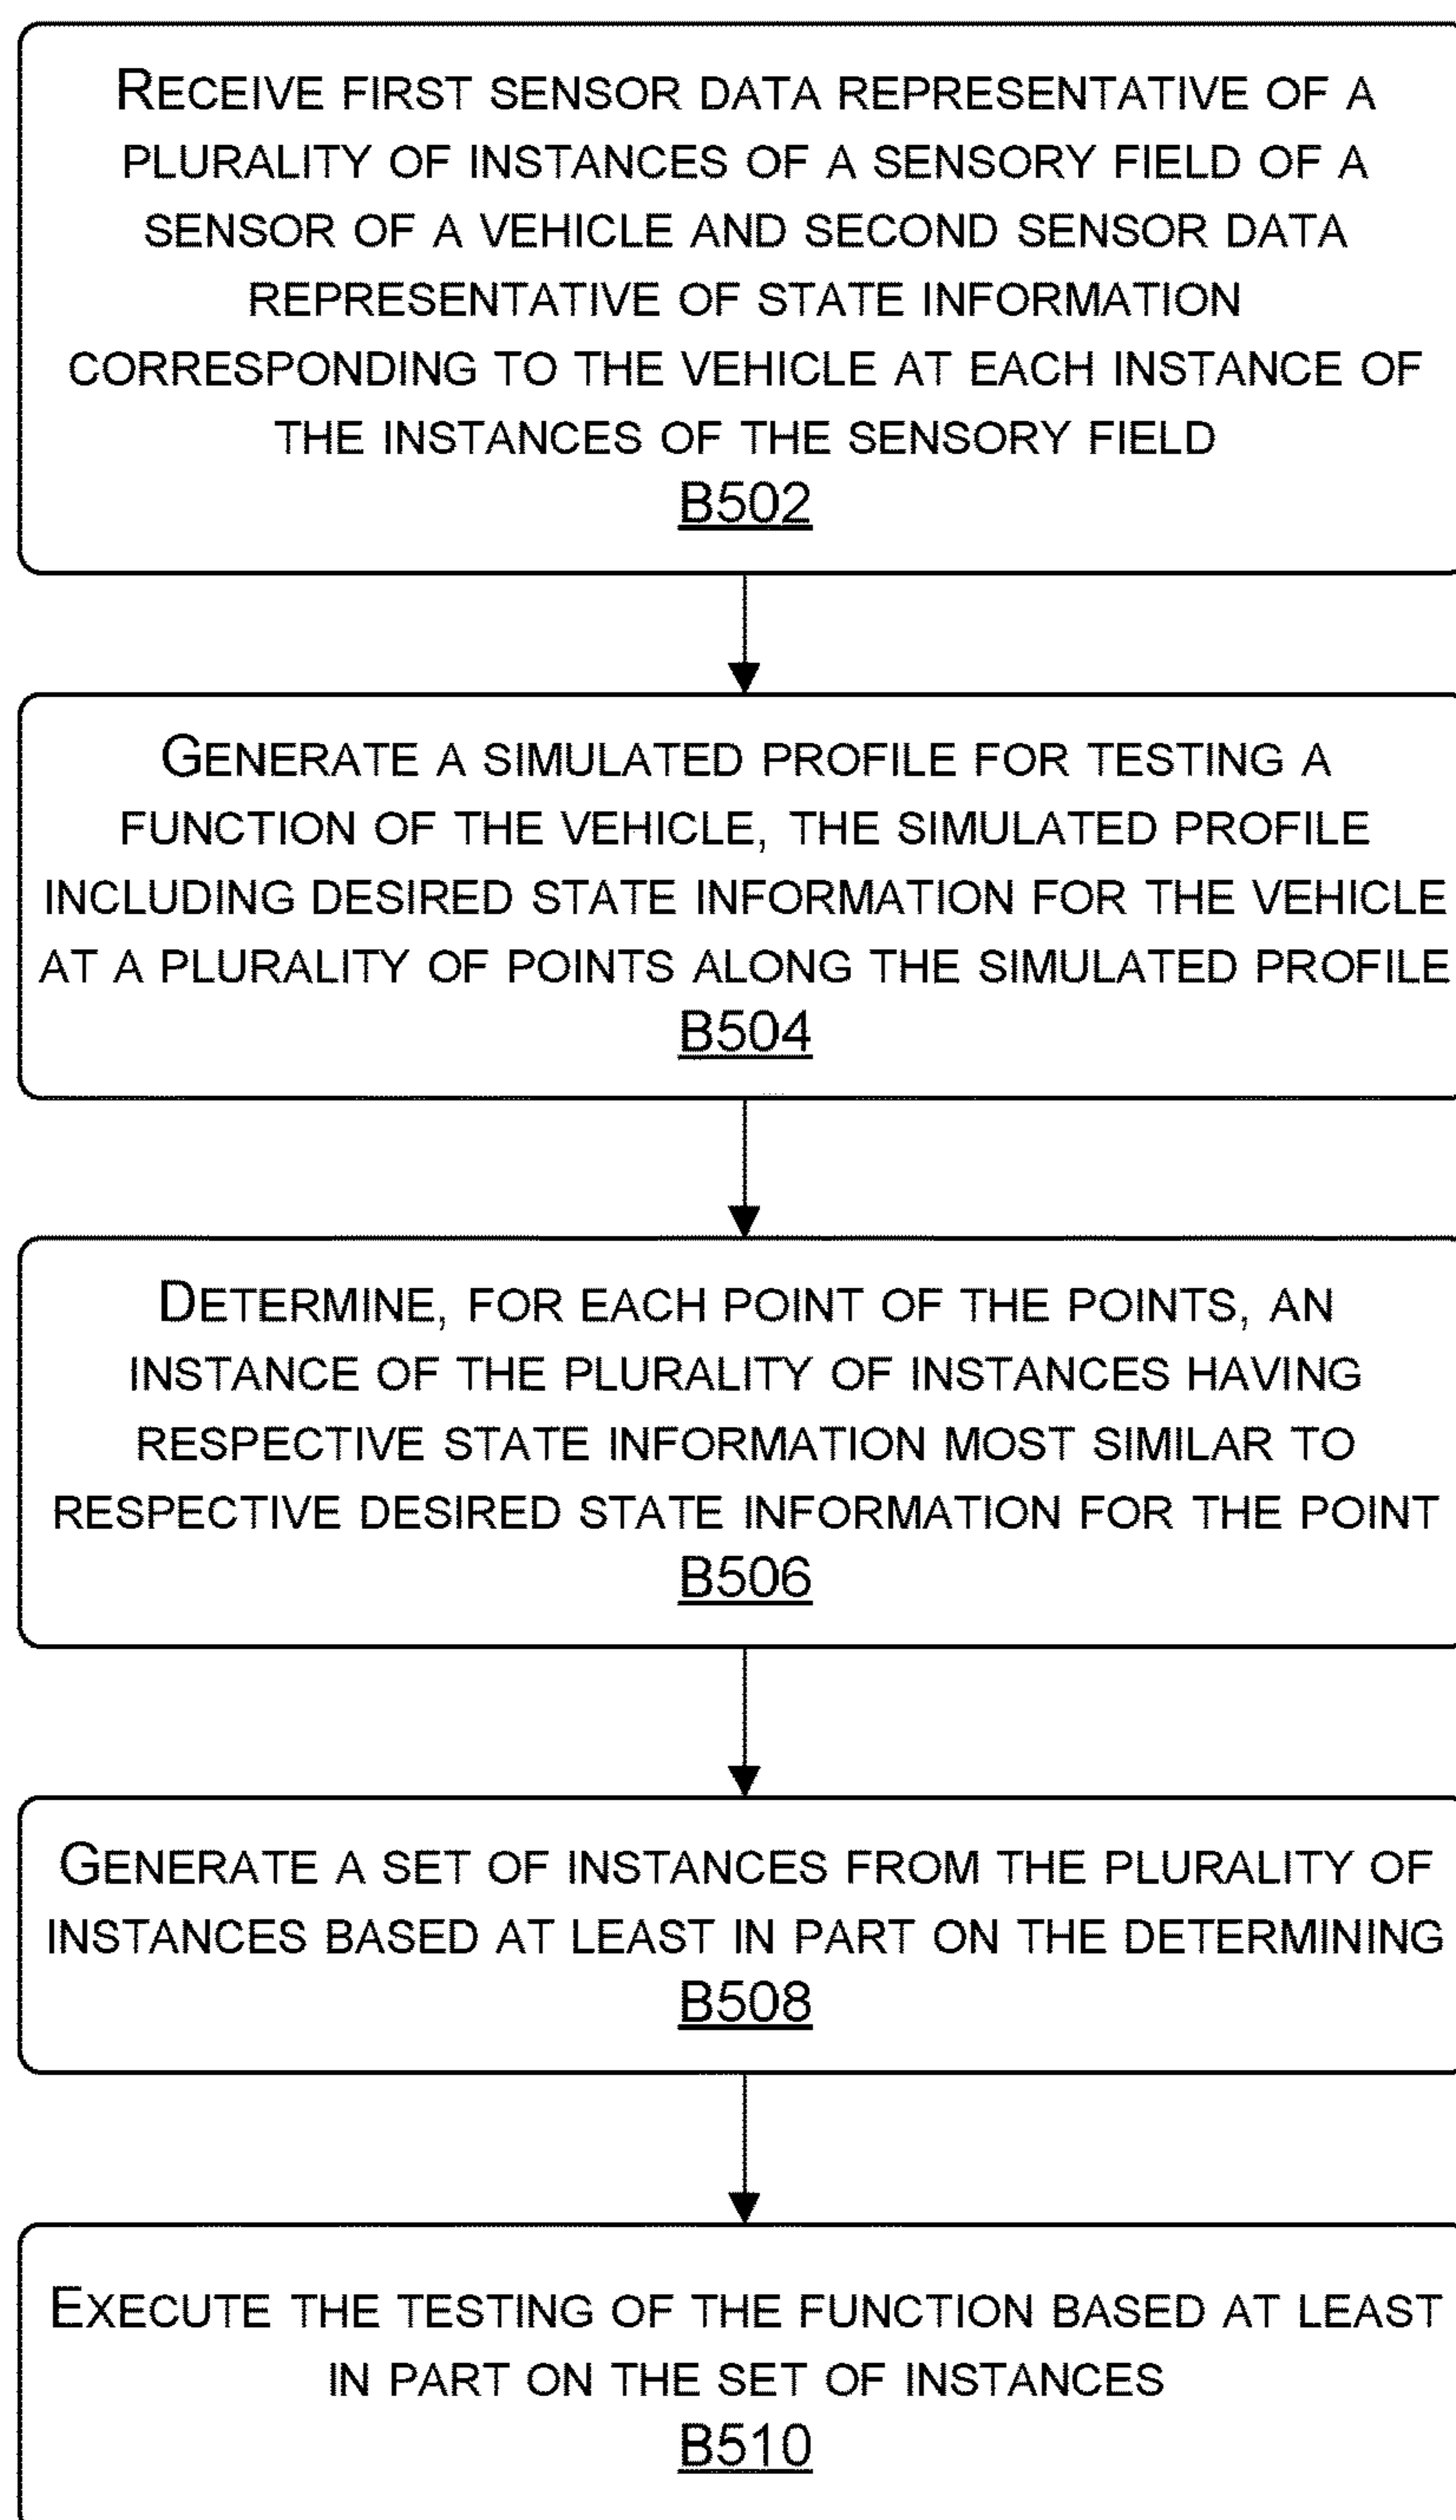 RECEIVE FIRST SENSOR DATA REPRESENTATIVE OF A
PLURALITY OF INSTANCES OF A SENSORY FIELD OF A
SENSOR OF A VEHICLE AND SECOND SENSOR DATA
REPRESENTATIVE OF STATE INFORMATION
CORRESPONDING TO THE VEHICLE AT EACH INSTANCE OF
THE INSTANCES OF THE SENSORY FIELD
B502
GENERATE A SIMULATED PROFILE FOR TESTING A
FUNCTION OF THE VEHICLE, THE SIMULATED PROFILE
INCLUDING DESIRED STATE INFORMATION FOR THE VEHICLE
AT A PLURALITY OF POINTS ALONG THE SIMULATED PROFILE
B504
DETERMINE, FOR EACH POINT OF THE POINTS, AN
INSTANCE OF THE PLURALITY OF INSTANCES HAVING
RESPECTIVE STATE INFORMATION MOST SIMILAR TO
RESPECTIVE DESIRED STATE INFORMATION FOR THE POINT
B506
GENERATE A SET OF INSTANCES FROM THE PLURALITY OF
INSTANCES BASED AT LEAST IN PART ON THE DETERMINING
B508
EXECUTE THE TESTING OF THE FUNCTION BASED AT LEAST
IN PART ON THE SET OF INSTANCES
B510